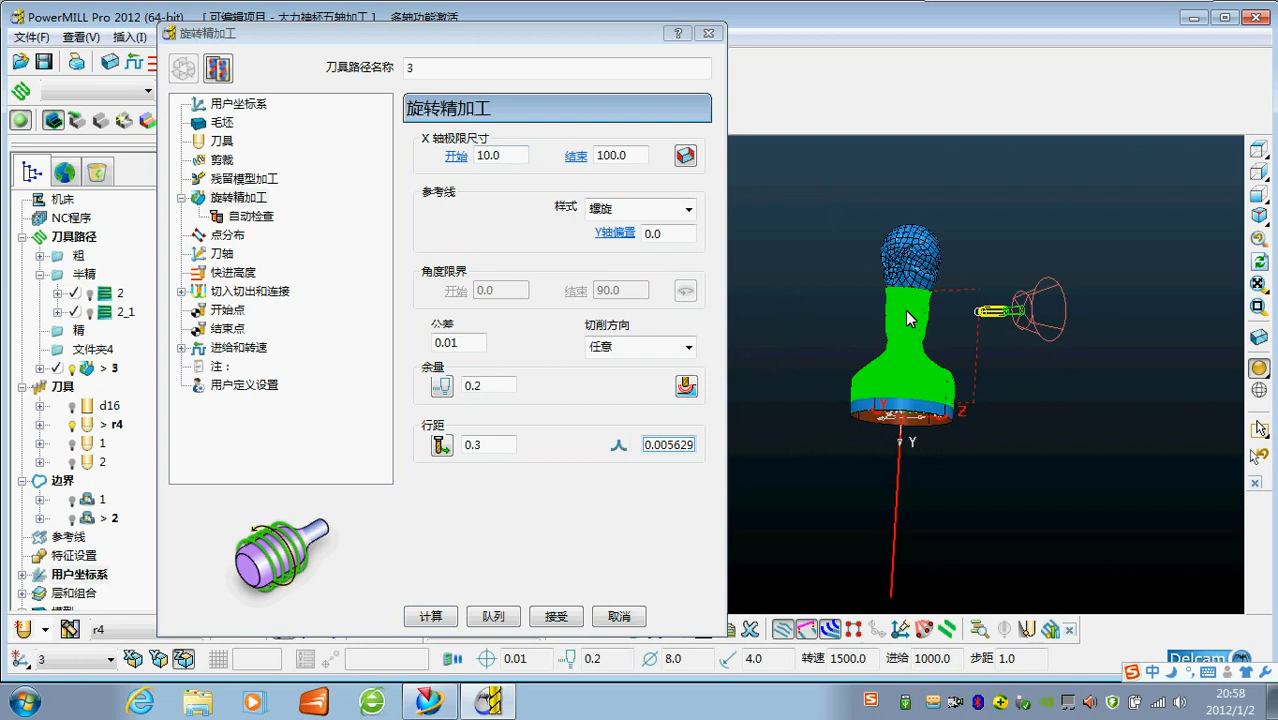 PowerMILL Pro 2012 (64-bit)    [ 可编辑项目 - 大力神杯五轴加工 ]    多轴功能激活
文件(F) 查看(V) 插入(I)
旋转精加工
刀具路径名称 3
用户坐标系
毛坯
刀具
剪裁
残留模型加工
旋转精加工
自动检查
点分布
刀轴
快进高度
切入切出和连接
开始点
结束点
进给和转速
注：
用户定义设置
旋转精加工
X 轴极限尺寸
开始 10.0 结束 100.0
参考线
样式 螺旋
Y轴偏置 0.0
角度限界
开始 0.0 结束 90.0
公差 切削方向
0.01 任意
余量
0.2
行距
0.3 0.005629
计算 队列 接受 取消
机床
NC程序
刀具路径
粗
半精
2
2_1
精
文件夹4
> 3
刀具
d16
> r4
1
2
边界
1
> 2
参考线
特征设置
用户坐标系
层和组合
Y
Z
Y
r4
3 0.01 0.2 8.0 4.0 转速 1500.0 进给 1000.0 步距 1.0 Delcam
中
20:58
2012/1/2